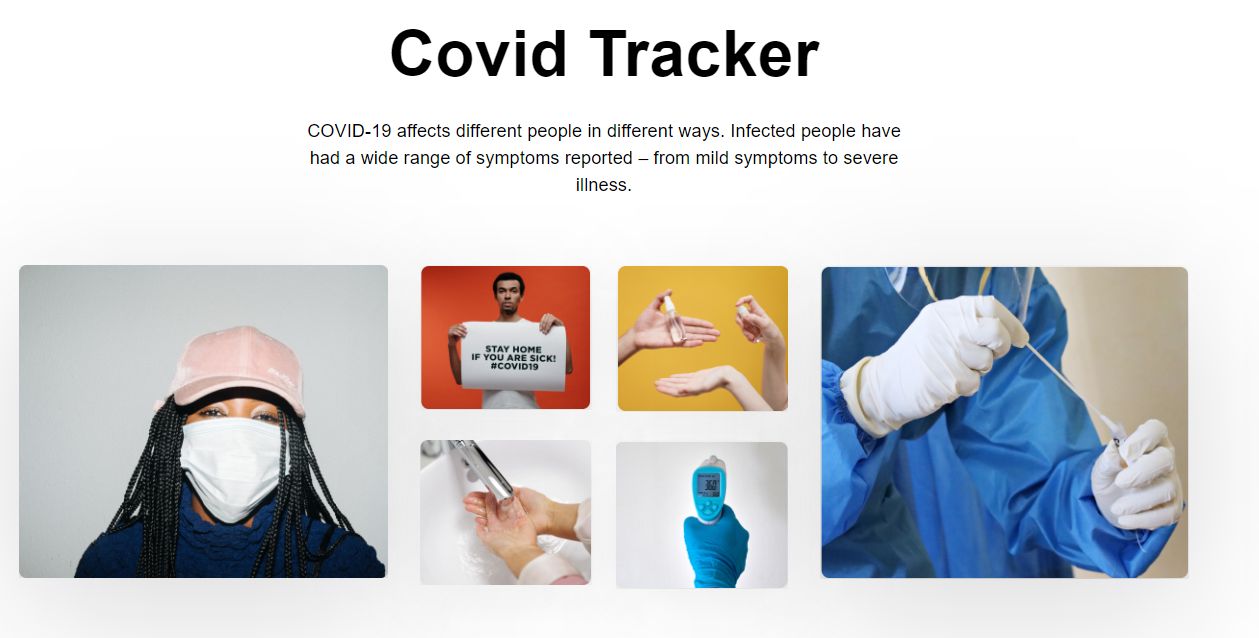 Covid Tracker
COVID-19 affects different people in different ways. Infected people have
had a wide range of symptoms reported – from mild symptoms to severe
illness.
STAY HOME
IF YOU ARE SICK!
#COVID19